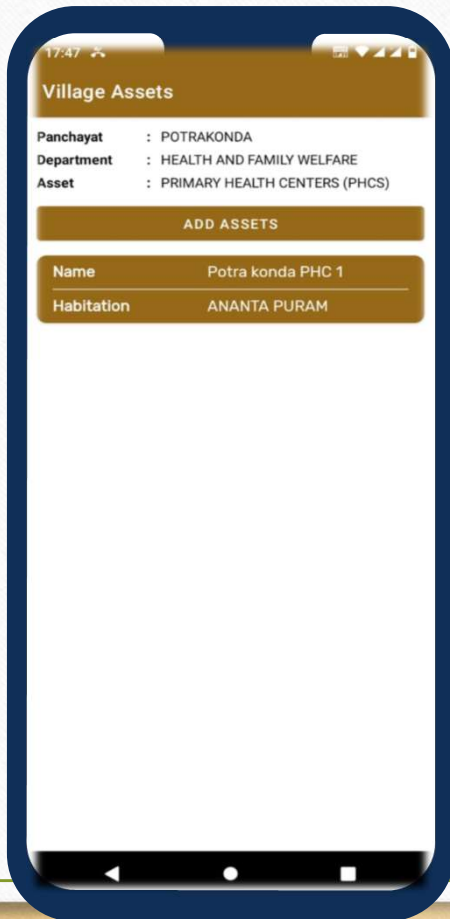 17:47
Village Assets
Panchayat : POTRAKONDA
Department : HEALTH AND FAMILY WELFARE
Asset : PRIMARY HEALTH CENTERS (PHCS)
ADD ASSETS
Name Potra konda PHC 1
Habitation ANANTA PURAM